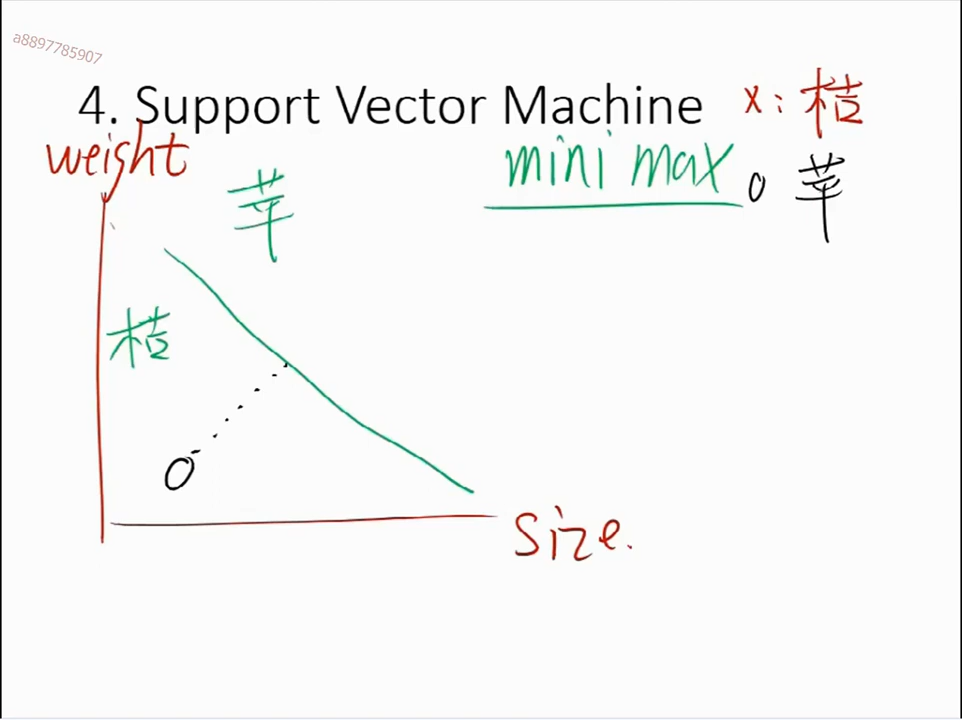 a8897785907
4. Support Vector Machine
x: 桔
weight
mini max
o 苹
苹
桔
O
size.